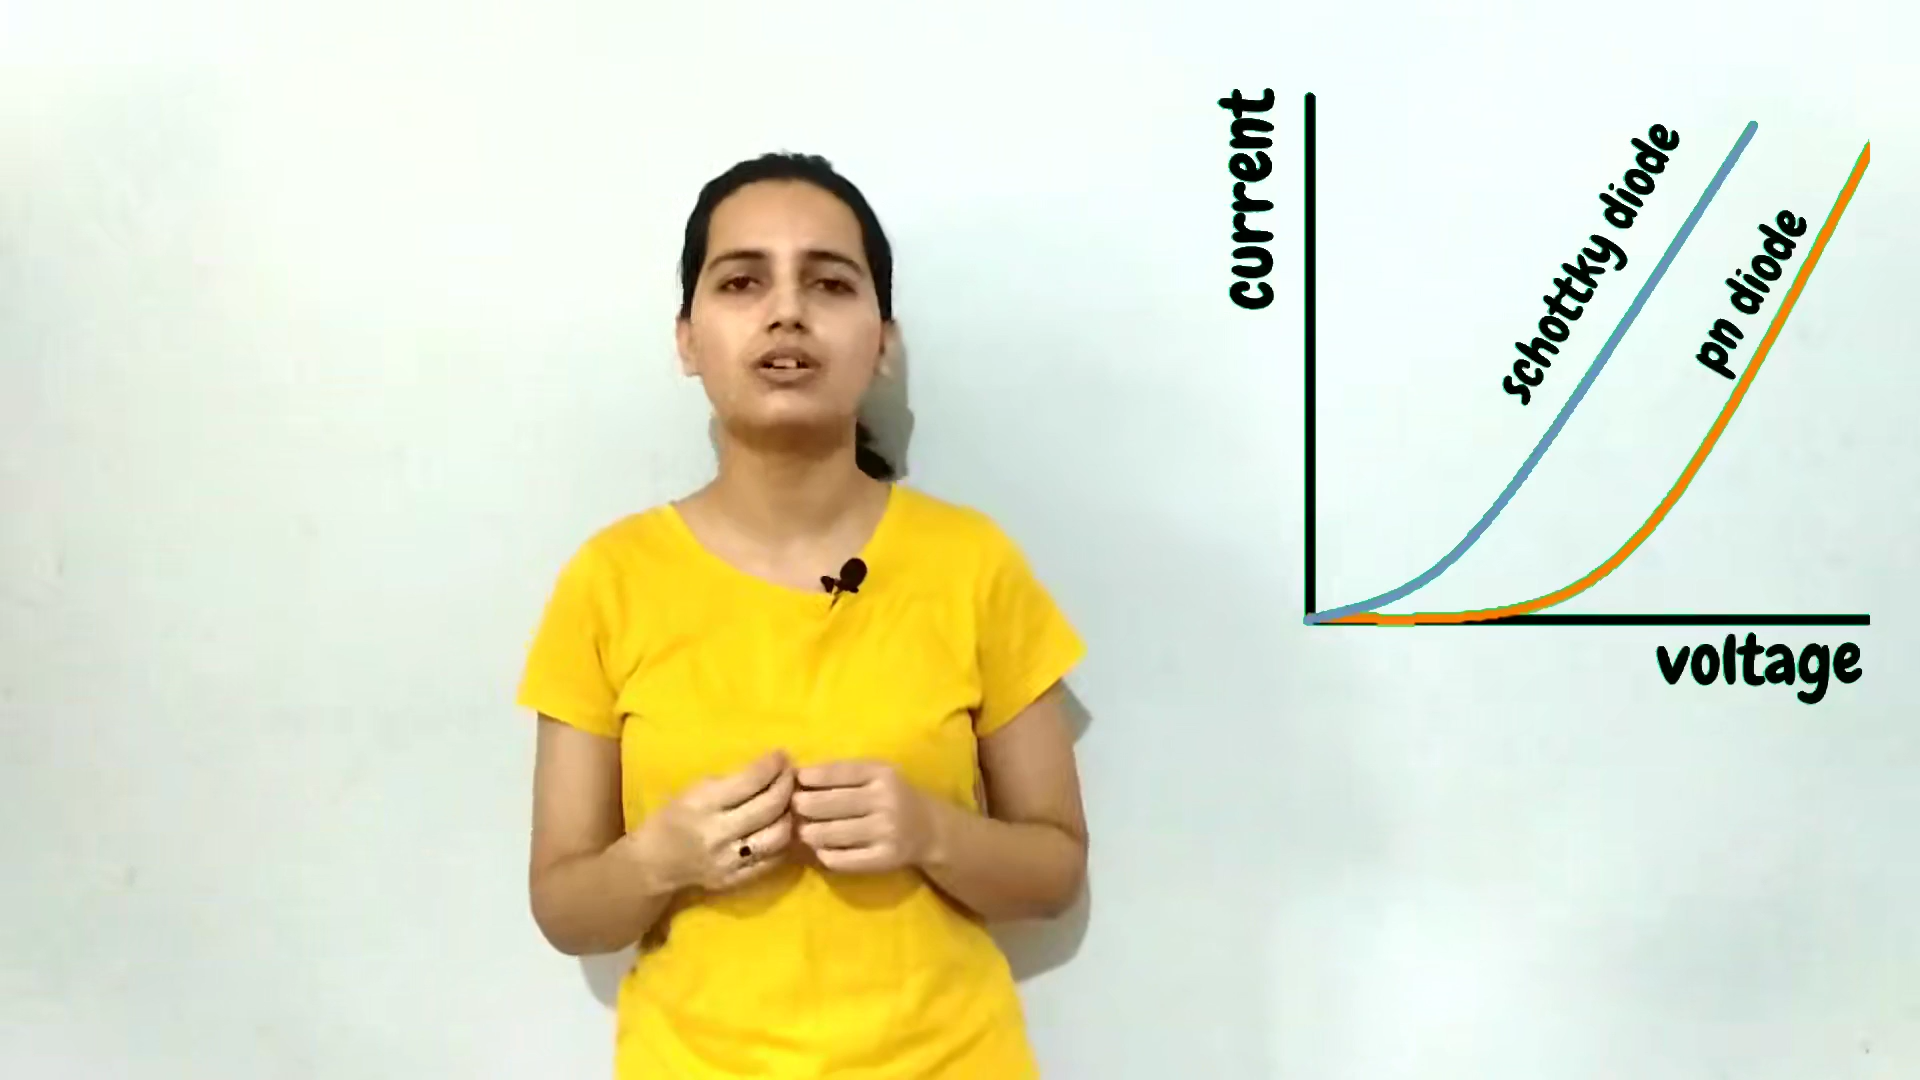 current
schottky diode
pn diode
voltage